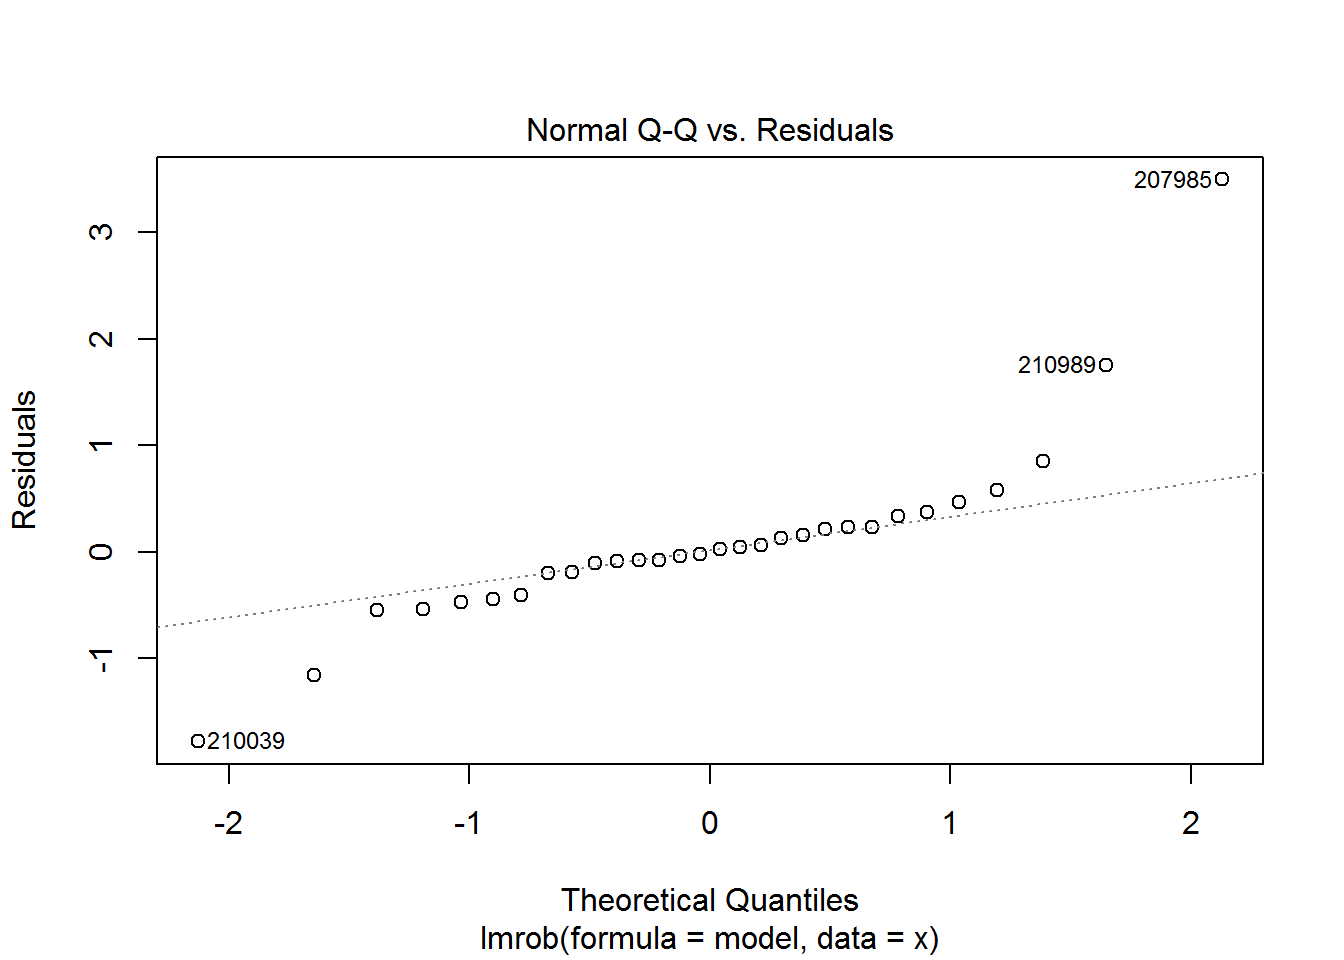 Normal Q-Q vs. Residuals
207985
3
2
210989
Residuals
1
0
-1
210039
-2 -1 0 1 2
Theoretical Quantiles
lmrob(formula = model, data = x)